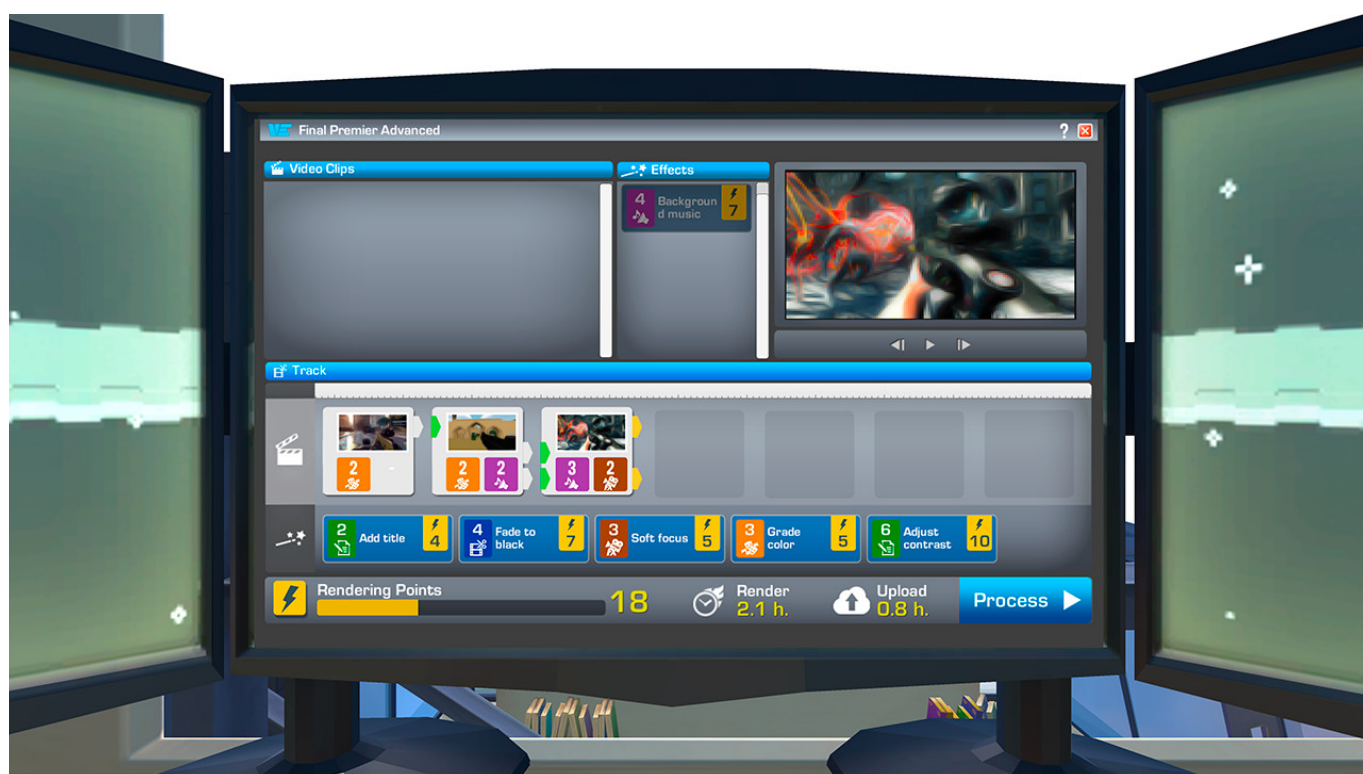 Final Premier Advanced
?
Video Clips
Effects
4
Backgroun
d music
7
Track
2
-
2
2
3
2
2
Add title
4
4
Fade to
black
7
3
Soft focus
5
3
Grade
color
5
6
Adjust
contrast
10
Rendering Points
18
Render
2.1 h.
Upload
0.8 h.
Process